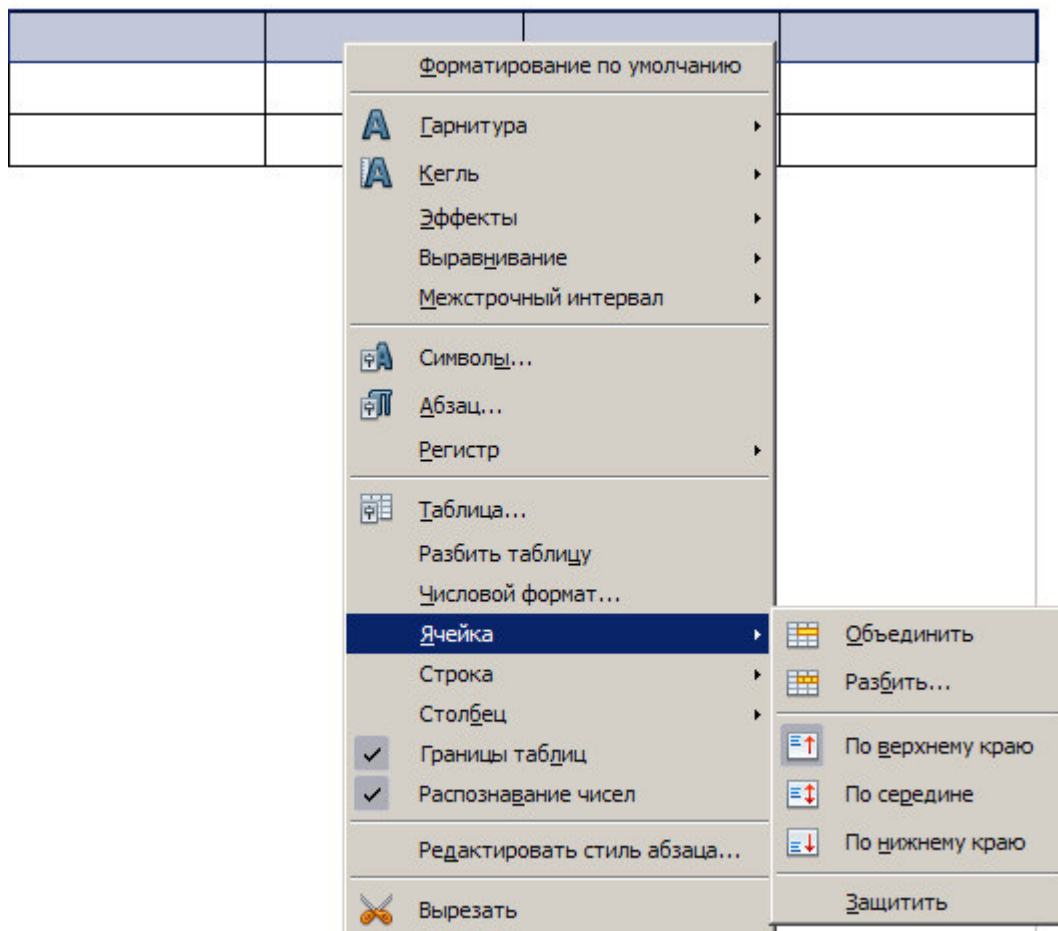 Форматирование по умолчанию
Гарнитура
Кегль
Эффекты
Выравнивание
Межстрочный интервал
Символы...
Абзац...
Регистр
Таблица...
Разбить таблицу
Числовой формат...
Ячейка
Строка
Столбец
Границы таблиц
Распознавание чисел
Редактировать стиль абзаца...
Вырезать
Объединить
Разбить...
По верхнему краю
По середине
По нижнему краю
Защитить